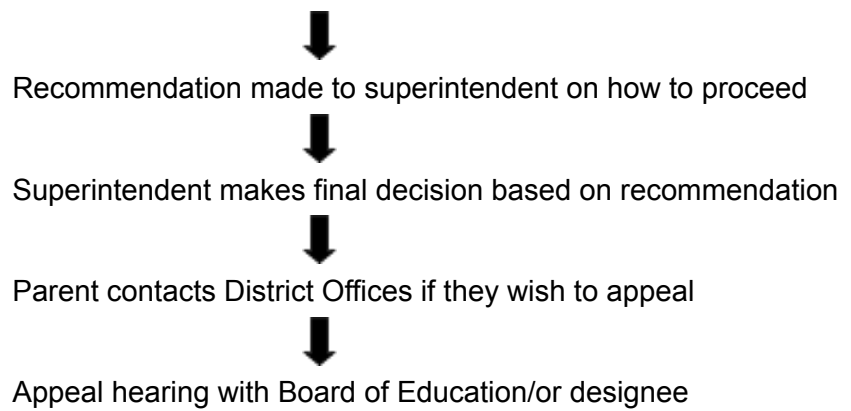 Recommendation made to superintendent on how to proceed
Superintendent makes final decision based on recommendation
Parent contacts District Offices if they wish to appeal
Appeal hearing with Board of Education/or designee